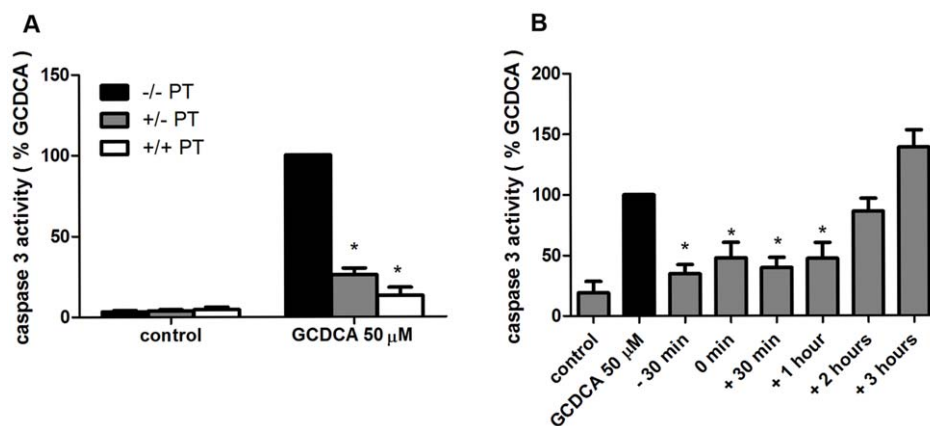 A
caspase 3 activity ( % GCDCA)
150
100
50
0
-/- PT
+/- PT
+/+ PT
*
*
control
GCDCA 50 μM
B
caspase 3 activity ( % GCDCA)
200
150
100
50
0
*
*
*
*
control
GCDCA 50 μM
- 30 min
0 min
+ 30 min
+ 1 hour
+ 2 hours
+ 3 hours